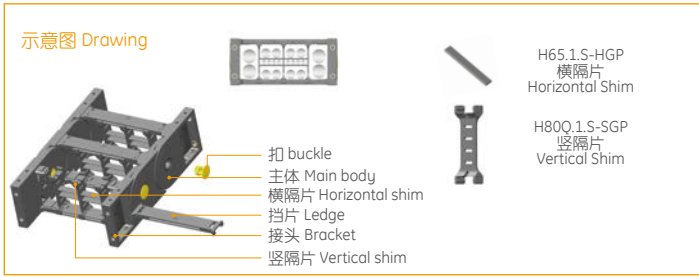 示意图 Drawing
H65.1.S-HGP
横隔片
Horizontal Shim
H80Q.1.S-SGP
竖隔片
Vertical Shim
扣 buckle
主体 Main body
横隔片 Horizontal shim
挡片 Ledge
接头 Bracket
竖隔片 Vertical shim